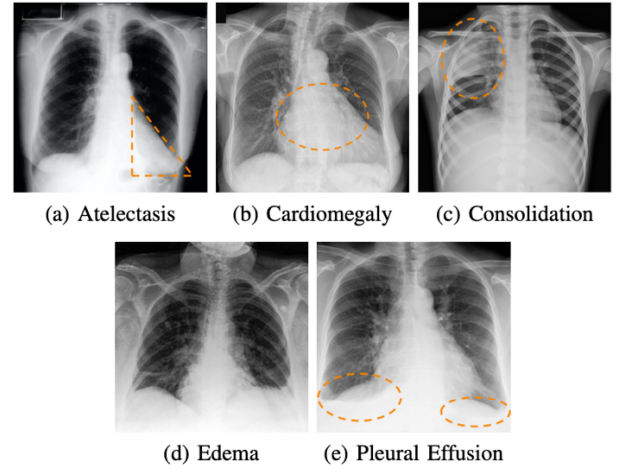 (a) Atelectasis
(b) Cardiomegaly
(c) Consolidation
(d) Edema
(e) Pleural Effusion